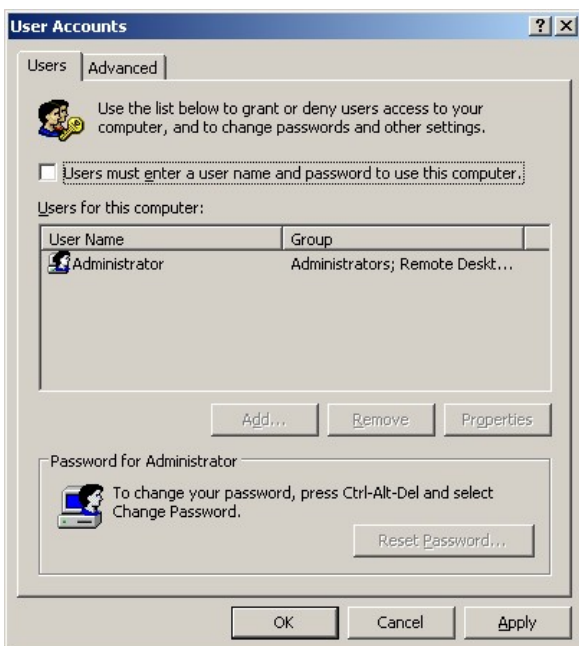 User Accounts
Users Advanced
Use the list below to grant or deny users access to your
computer, and to change passwords and other settings.
Users must enter a user name and password to use this computer.
Users for this computer:
User Name Group
Administrator Administrators; Remote Deskt...
Add... Remove Properties
Password for Administrator
To change your password, press Ctrl-Alt-Del and select
Change Password.
Reset Password...
OK Cancel Apply